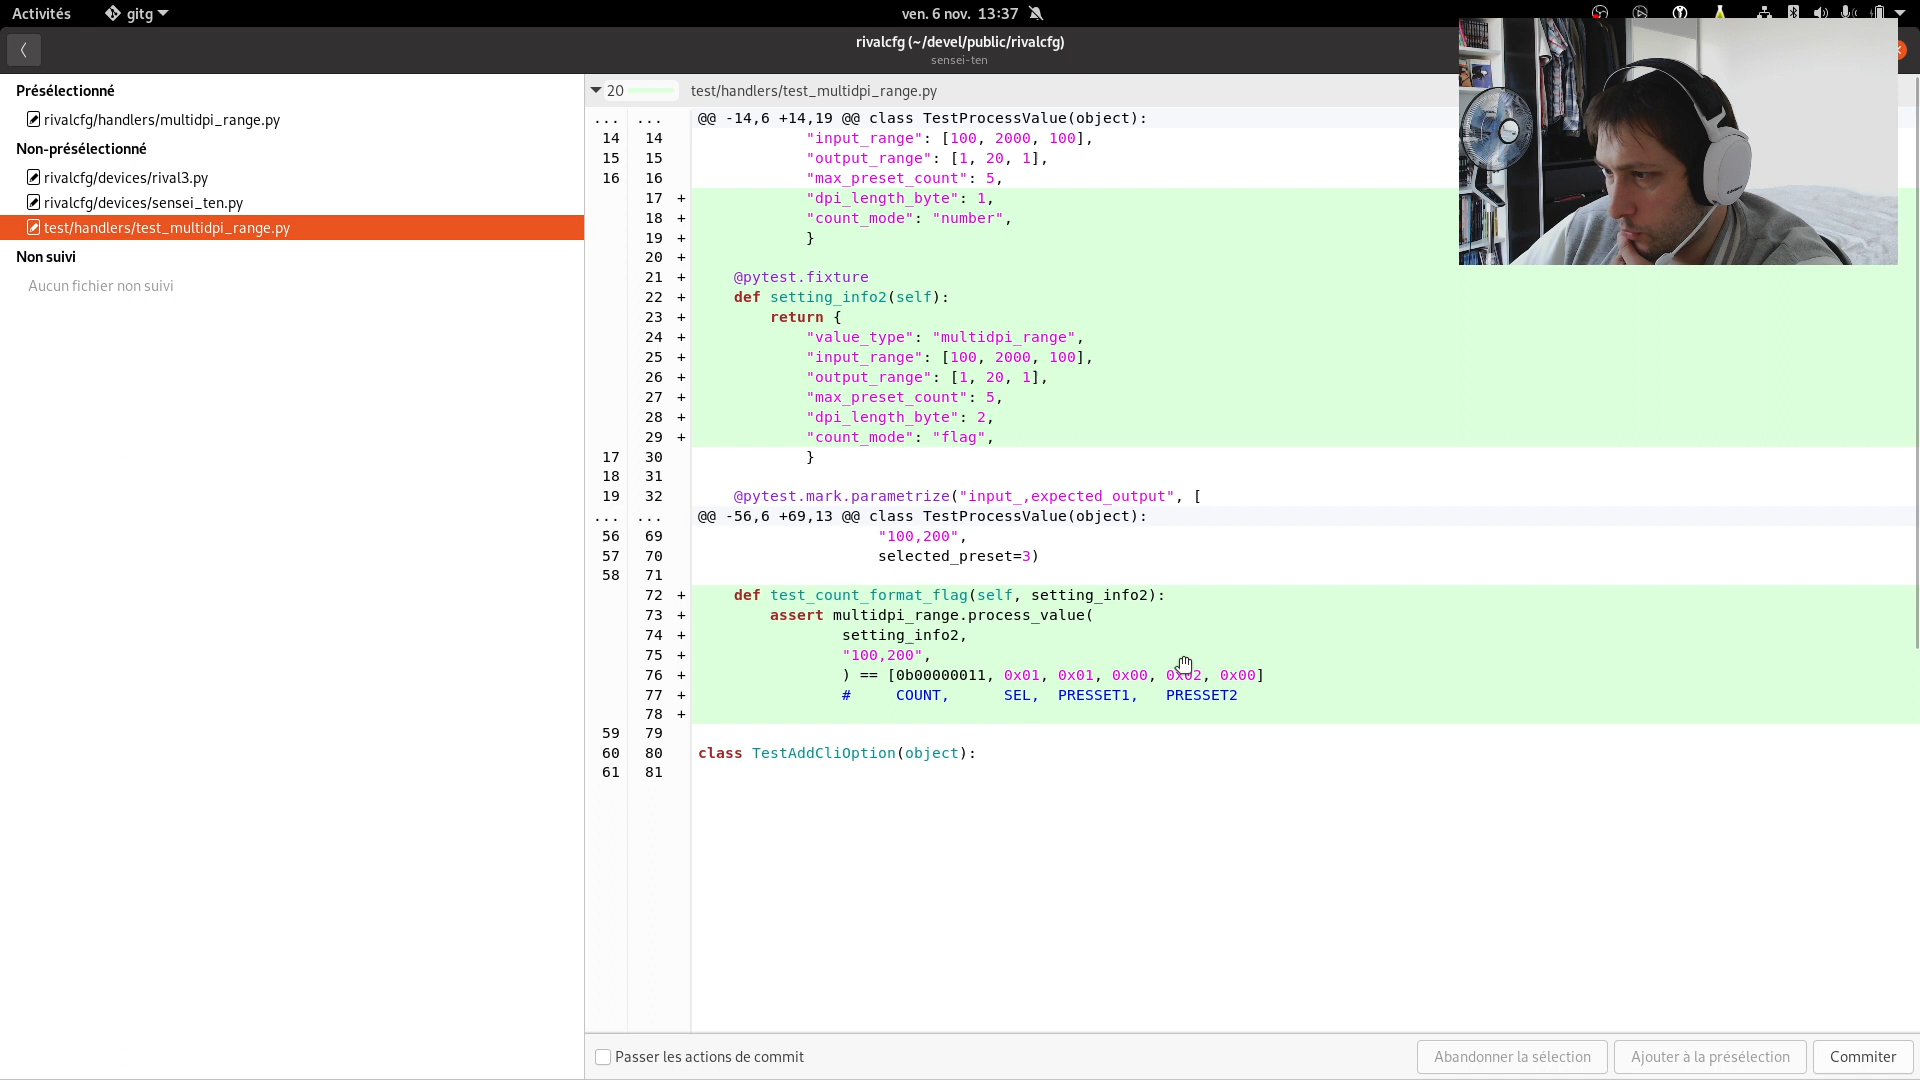 Activités gitg ven. 6 nov. 13:37
rivalcfg (~/devel/public/rivalcfg)
sensei-ten
Présélectionné
rivalcfg/handlers/multidpi_range.py
Non-présélectionné
rivalcfg/devices/rival3.py
rivalcfg/devices/sensei_ten.py
test/handlers/test_multidpi_range.py
Non suivi
Aucun fichier non suivi
20 test/handlers/test_multidpi_range.py
... ... @@ -14,6 +14,19 @@ class TestProcessValue(object):
14 14 "input_range": [100, 2000, 100],
15 15 "output_range": [1, 20, 1],
16 16 "max_preset_count": 5,
17 + "dpi_length_byte": 1,
18 + "count_mode": "number",
19 + }
20 +
21 + @pytest.fixture
22 + def setting_info2(self):
23 + return {
24 + "value_type": "multidpi_range",
25 + "input_range": [100, 2000, 100],
26 + "output_range": [1, 20, 1],
27 + "max_preset_count": 5,
28 + "dpi_length_byte": 2,
29 + "count_mode": "flag",
17 30 }
18 31
19 32 @pytest.mark.parametrize("input_,expected_output", [
... ... @@ -56,6 +69,13 @@ class TestProcessValue(object):
56 69 "100,200",
57 70 selected_preset=3)
58 71
72 + def test_count_format_flag(self, setting_info2):
73 + assert multidpi_range.process_value(
74 + setting_info2,
75 + "100,200",
76 + ) == [0b00000011, 0x01, 0x01, 0x00, 0x02, 0x00]
77 + # COUNT, SEL, PRESSET1, PRESSET2
78 +
59 79
60 80 class TestAddCliOption(object):
61 81
Passer les actions de commit
Abandonner la sélection Ajouter à la présélection Commiter